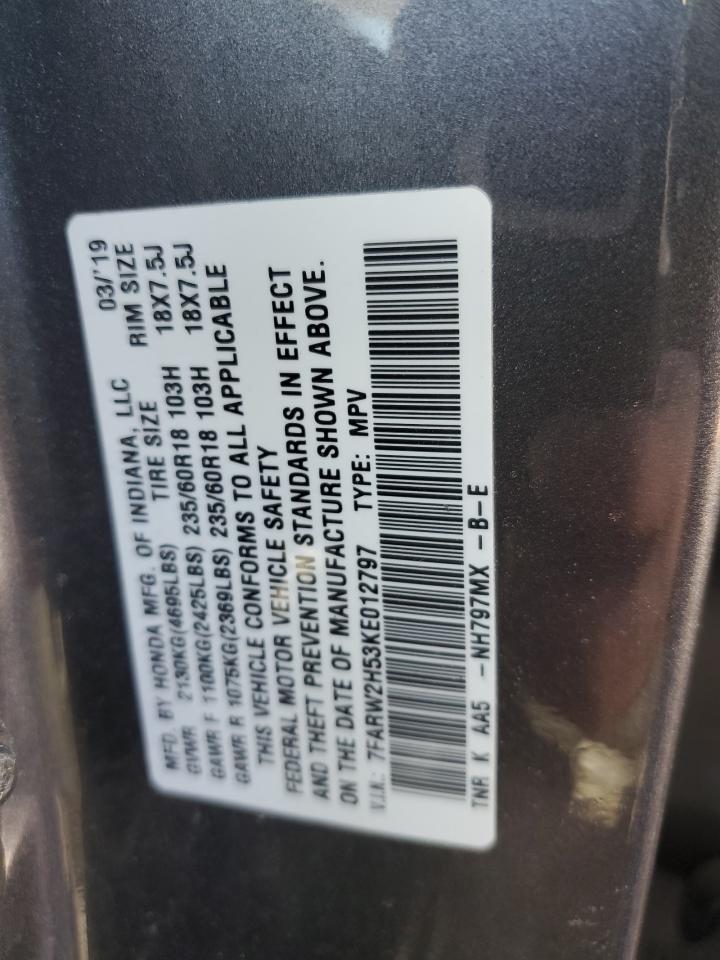 MFD. BY HONDA MFG. OF INDIANA, LLC 03/'19
GVWR 2130KG(4695LBS) TIRE SIZE RIM SIZE
GAWR F 1100KG(2425LBS) 235/60R18 103H 18X7.5J
GAWR R 1075KG(2369LBS) 235/60R18 103H 18X7.5J
THIS VEHICLE CONFORMS TO ALL APPLICABLE
FEDERAL MOTOR VEHICLE SAFETY
AND THEFT PREVENTION STANDARDS IN EFFECT
ON THE DATE OF MANUFACTURE SHOWN ABOVE.
V.I.N.: 7FARW2H53KE012797 TYPE: MPV
TNR K AA5 -NH797MX -B-E